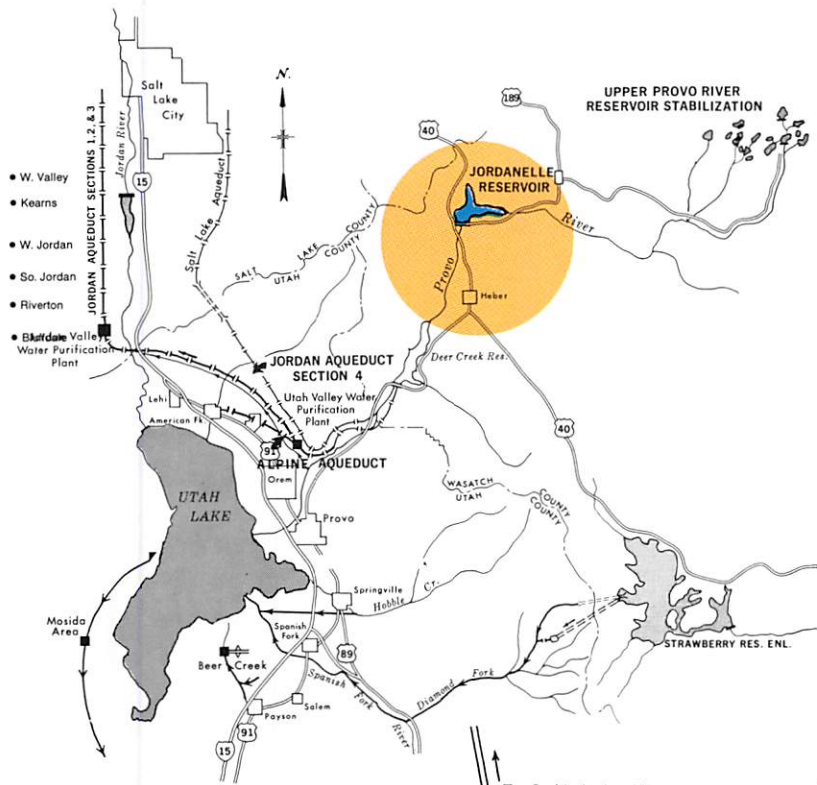 Salt
Lake
City
N.
189
UPPER PROVO RIVER
RESERVOIR STABILIZATION
40
JORDAN AQUEDUCT SECTIONS 1, 2, & 3
Jordan River
15
Salt Lake Aqueduct
JORDANELLE
RESERVOIR
River
Provo
Heber
• W. Valley
• Kearns
• W. Jordan
• So. Jordan
• Riverton
• Bluffdale
Jordan Valley
Water Purification
Plant
SALT LAKE COUNTY
UTAH COUNTY
Deer Creek Res.
JORDAN AQUEDUCT
SECTION 4
Utah Valley Water
Purification
Plant
Lehi
American Fk.
91
ALPINE AQUEDUCT
Orem
40
WASATCH COUNTY
UTAH COUNTY
UTAH
LAKE
Provo
Springville
Hobble Cr.
Mosida
Area
Spanish
Fork
89
STRAWBERRY RES. ENL.
Beer Creek
Spanish Fork River
Diamond Fork
Salem
Payson
15
91